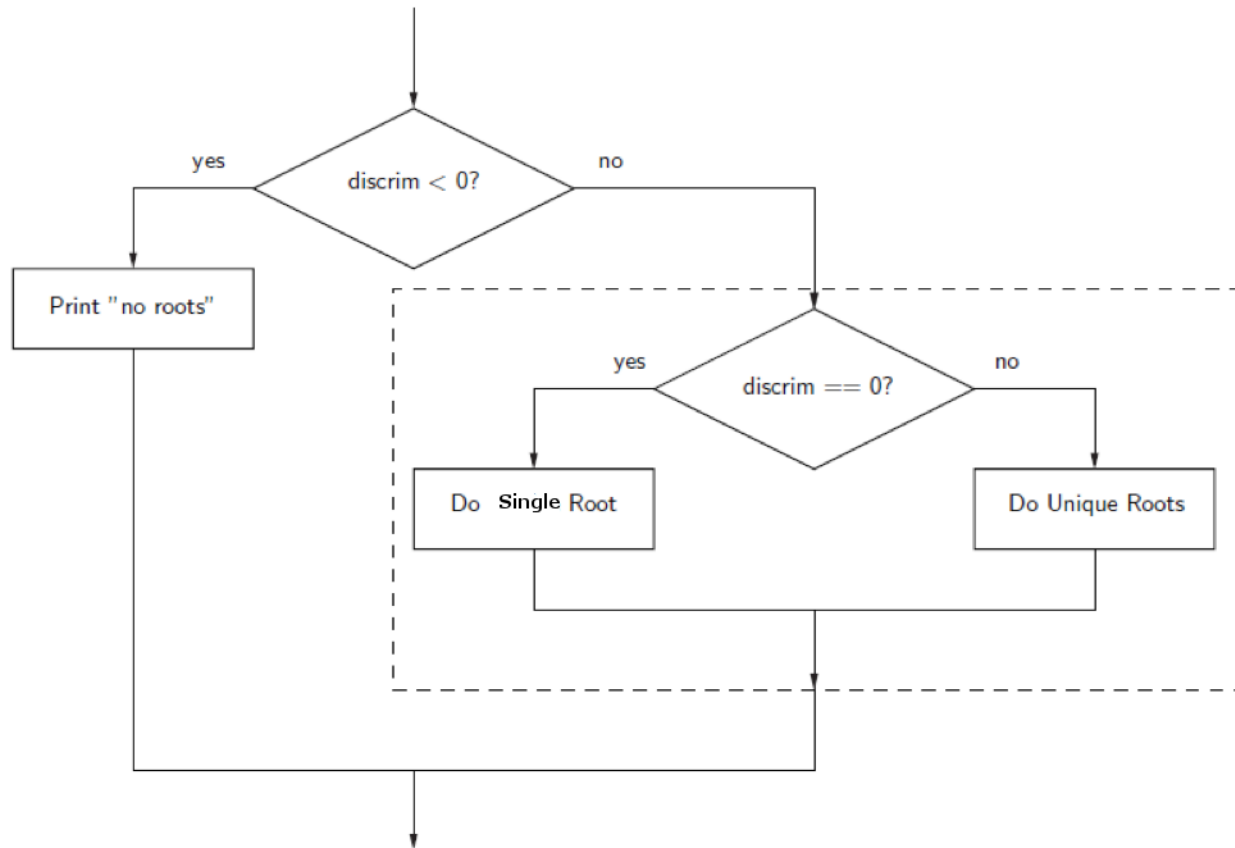 yes
no
discrim < 0?
Print "no roots"
yes
no
discrim == 0?
Do Single Root
Do Unique Roots